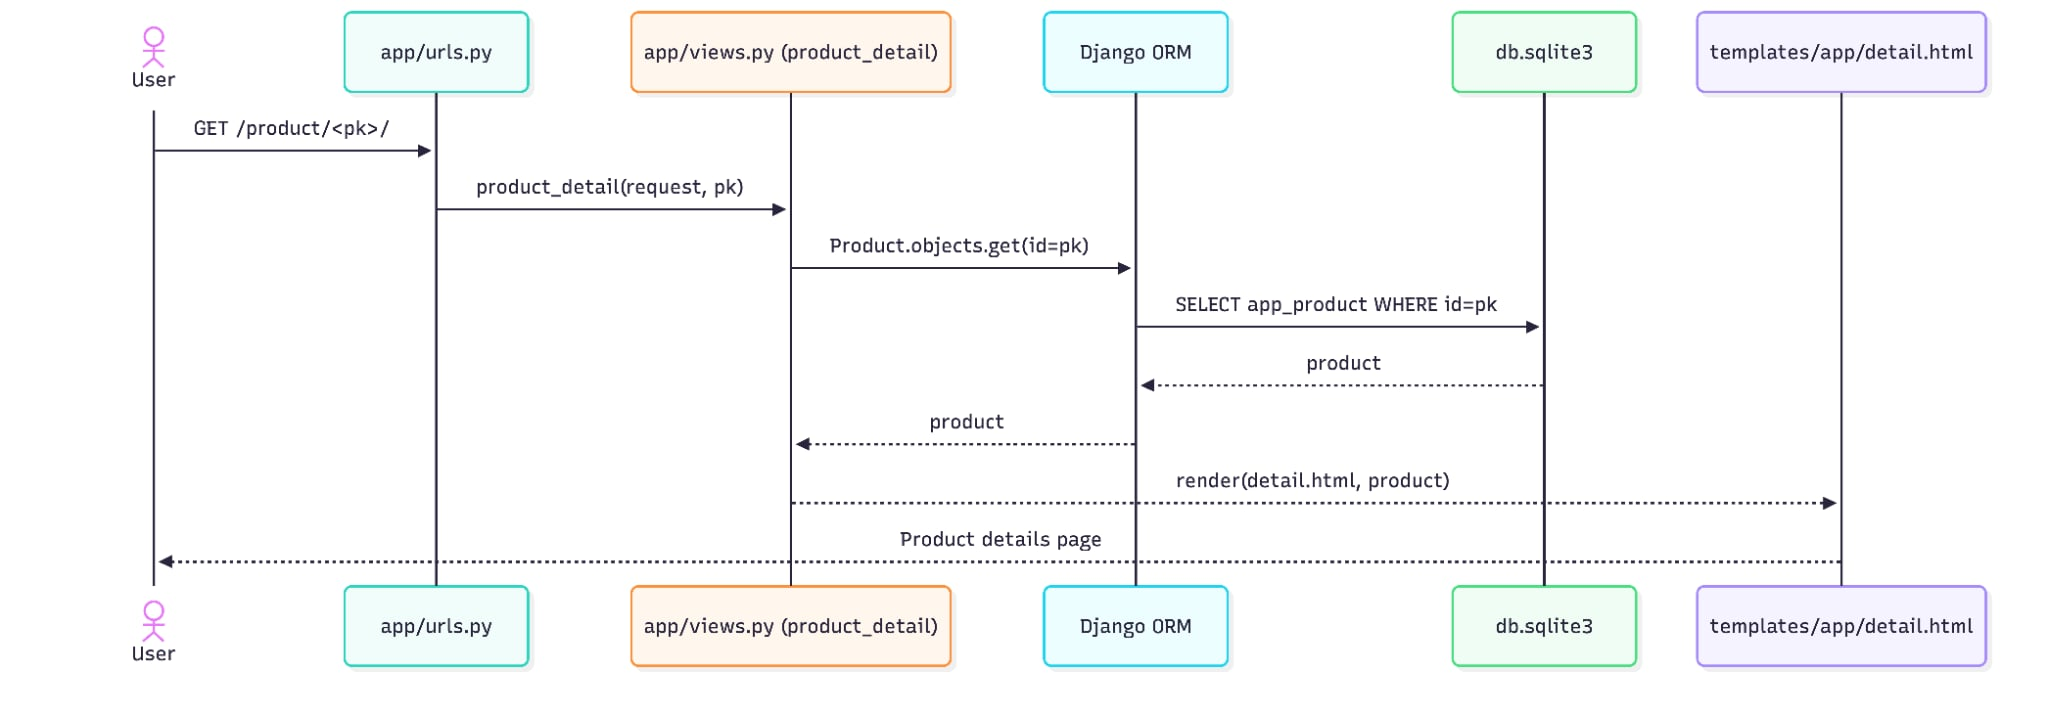 User
app/urls.py
app/views.py (product_detail)
Django ORM
db.sqlite3
templates/app/detail.html
GET /product/<pk>/
product_detail(request, pk)
Product.objects.get(id=pk)
SELECT app_product WHERE id=pk
product
product
render(detail.html, product)
Product details page
User
app/urls.py
app/views.py (product_detail)
Django ORM
db.sqlite3
templates/app/detail.html